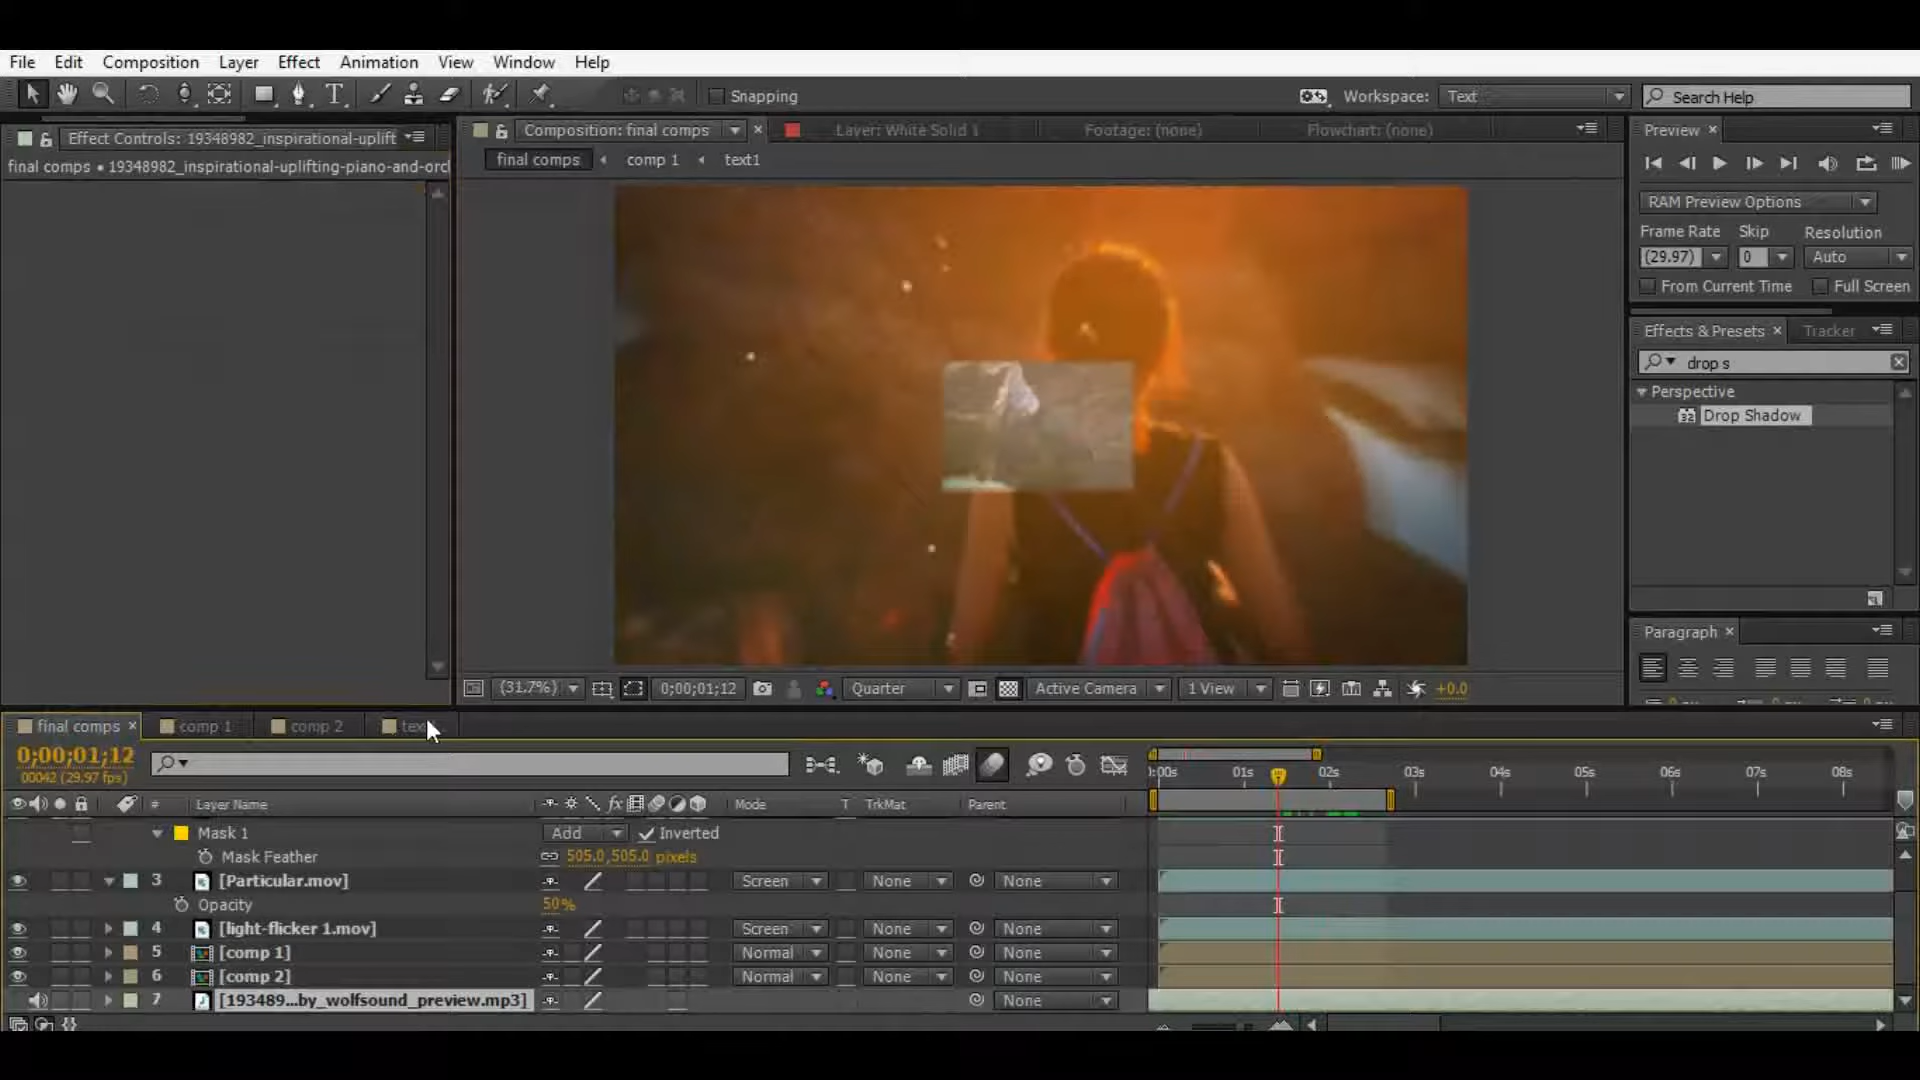 File Edit Composition Layer Effect Animation View Window Help
T Snapping Workspace: Text Search Help
Effect Controls: 19348982_inspirational-uplift
final comps • 19348982_inspirational-uplifting-piano-and-orc
Composition: final comps Layer: White Solid 1 Footage: (none) Flowchart: (none)
final comps comp 1 text1
Preview
RAM Preview Options
Frame Rate Skip Resolution
(29.97) 0 Auto
From Current Time Full Screen
Effects & Presets Tracker
drop s
Perspective
32 Drop Shadow
Paragraph
(31.7%) 0;00;01;12 Quarter Active Camera 1 View +0.0
final comps comp 1 comp 2
0;00;01;12
00042 (29.97 fps)
:00s 01s 02s 03s 04s 05s 06s 07s 08s
# Layer Name fx Mode T TrkMat Parent
Mask 1 Add Inverted
Mask Feather 505.0,505.0 pixels
3 [Particular.mov] Screen None None
Opacity 50%
4 [light-flicker 1.mov] Screen None None
5 [comp 1] Normal None None
6 [comp 2] Normal None None
7 [193489...by_wolfsound_preview.mp3] None